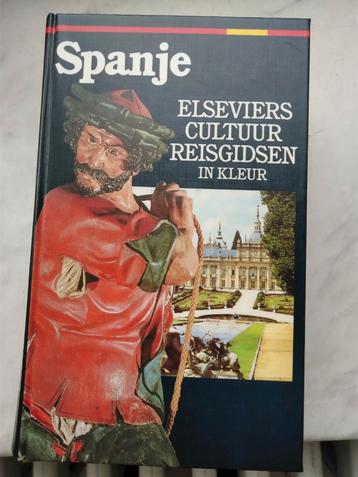 Spanje
ELSEVIERS
CULTUUR
REISGIDSEN
IN KLEUR